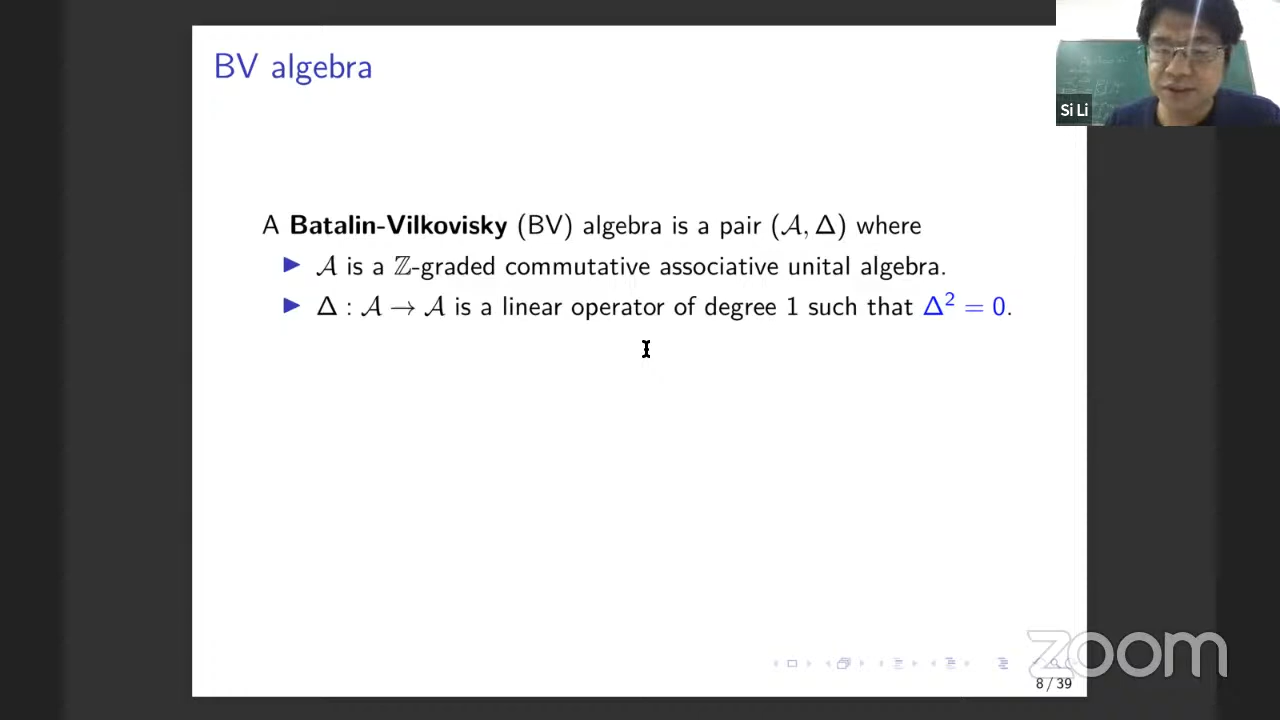 BV algebra
Si Li
A Batalin-Vilkovisky (BV) algebra is a pair (𝒜, Δ) where
▶ 𝒜 is a ℤ-graded commutative associative unital algebra.
▶ Δ : 𝒜 → 𝒜 is a linear operator of degree 1 such that Δ² = 0.
zoom
8 / 39